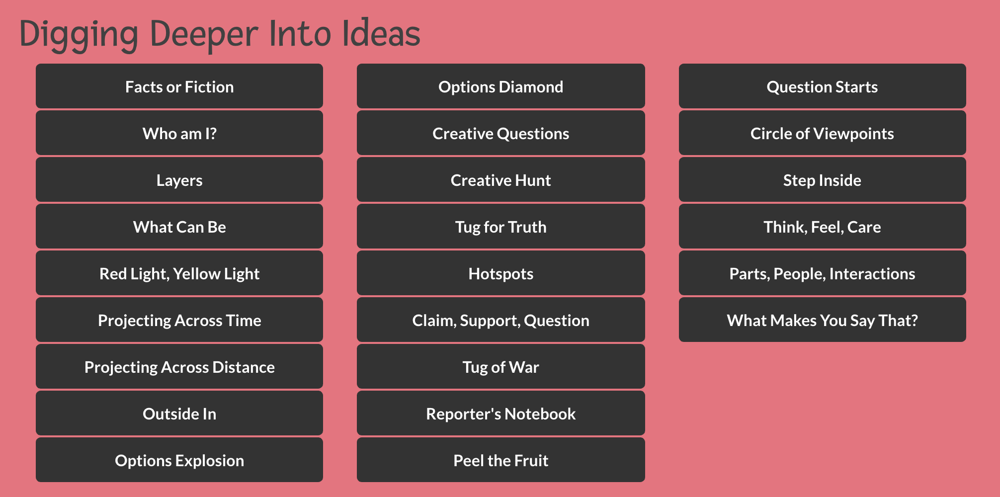 Digging Deeper Into Ideas
Facts or Fiction
Who am I?
Layers
What Can Be
Red Light, Yellow Light
Projecting Across Time
Projecting Across Distance
Outside In
Options Explosion
Options Diamond
Creative Questions
Creative Hunt
Tug for Truth
Hotspots
Claim, Support, Question
Tug of War
Reporter's Notebook
Peel the Fruit
Question Starts
Circle of Viewpoints
Step Inside
Think, Feel, Care
Parts, People, Interactions
What Makes You Say That?